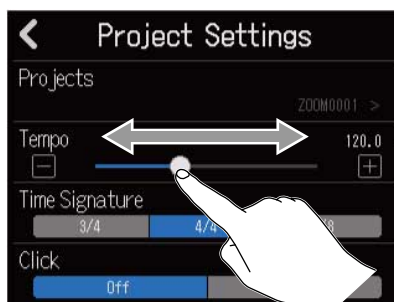 Project Settings
Projects
ZOOM0001 >
Tempo
120.0
Time Signature
3/4
4/4
Click
Off